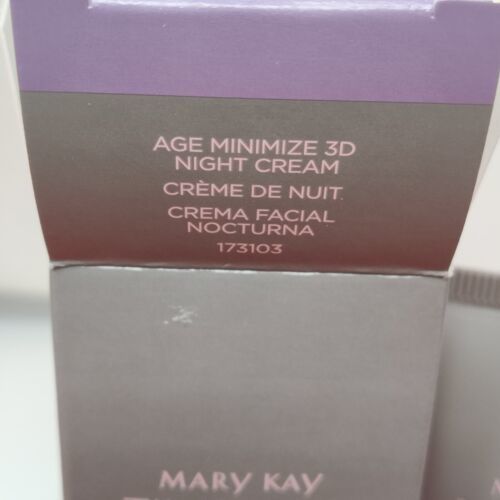 AGE MINIMIZE 3D
NIGHT CREAM
CRÈME DE NUIT
CREMA FACIAL
NOCTURNA
173103
MARY KAY